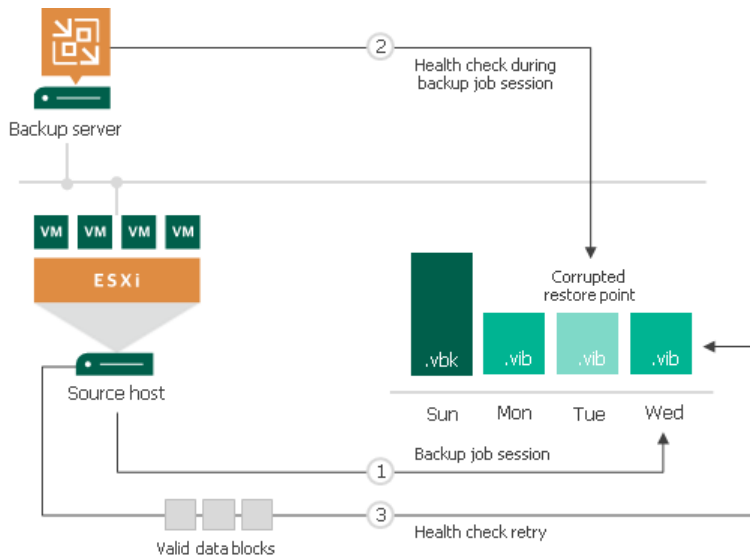 2
Health check during
backup job session
Backup server
VM VM VM VM
ESXi
Corrupted
restore point
.vbk .vib .vib .vib
Source host
Sun Mon Tue Wed
1
Backup job session
3
Health check retry
Valid data blocks